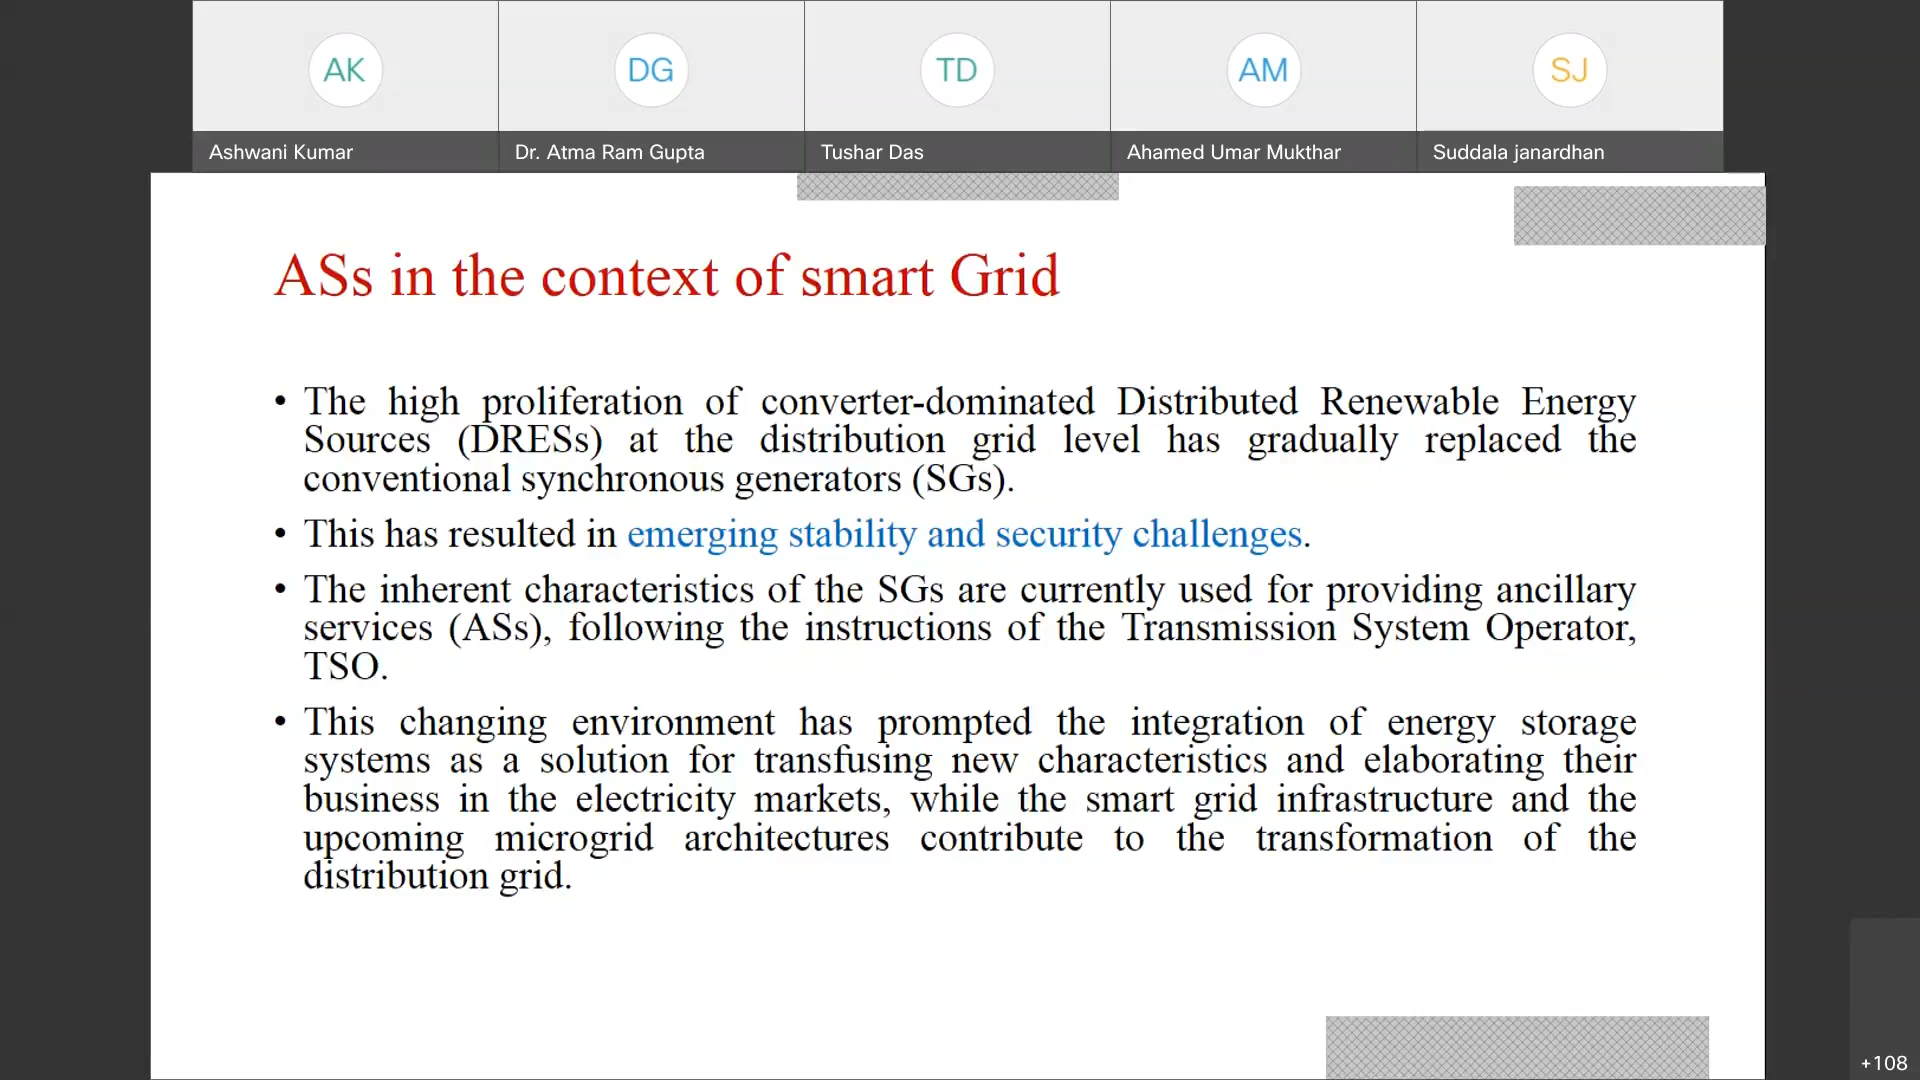 AK
DG
TD
AM
SJ
Ashwani Kumar
Dr. Atma Ram Gupta
Tushar Das
Ahamed Umar Mukthar
Suddala janardhan
ASs in the context of smart Grid
• The high proliferation of converter-dominated Distributed Renewable Energy
Sources (DRESs) at the distribution grid level has gradually replaced the
conventional synchronous generators (SGs).
• This has resulted in emerging stability and security challenges.
• The inherent characteristics of the SGs are currently used for providing ancillary
services (ASs), following the instructions of the Transmission System Operator,
TSO.
• This changing environment has prompted the integration of energy storage
systems as a solution for transfusing new characteristics and elaborating their
business in the electricity markets, while the smart grid infrastructure and the
upcoming microgrid architectures contribute to the transformation of the
distribution grid.
+108